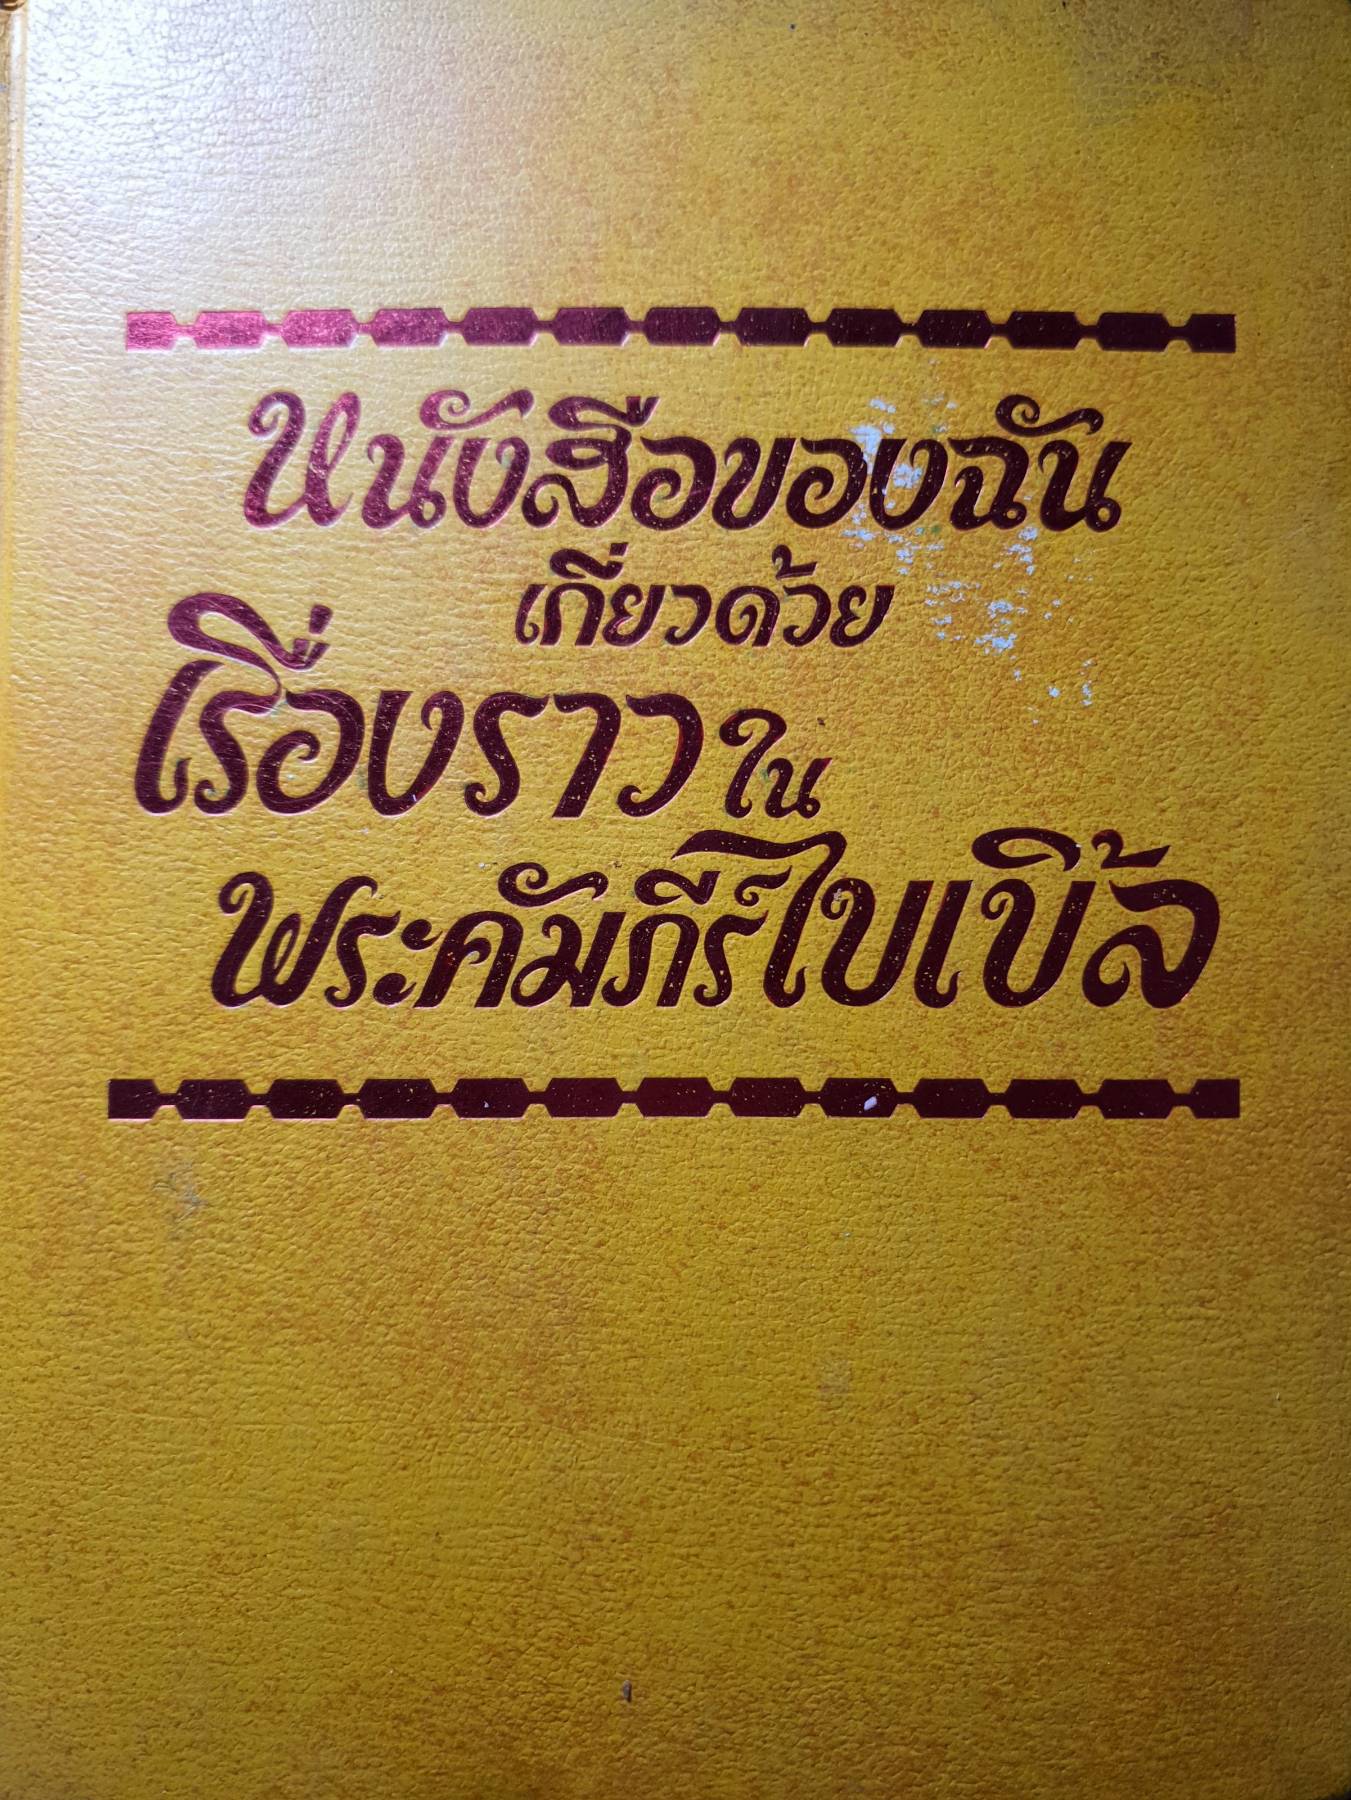 หนังสือของฉัน
เกี่ยวด้วย
เรื่องราวใน
พระคัมภีร์ไบเบิ้ล